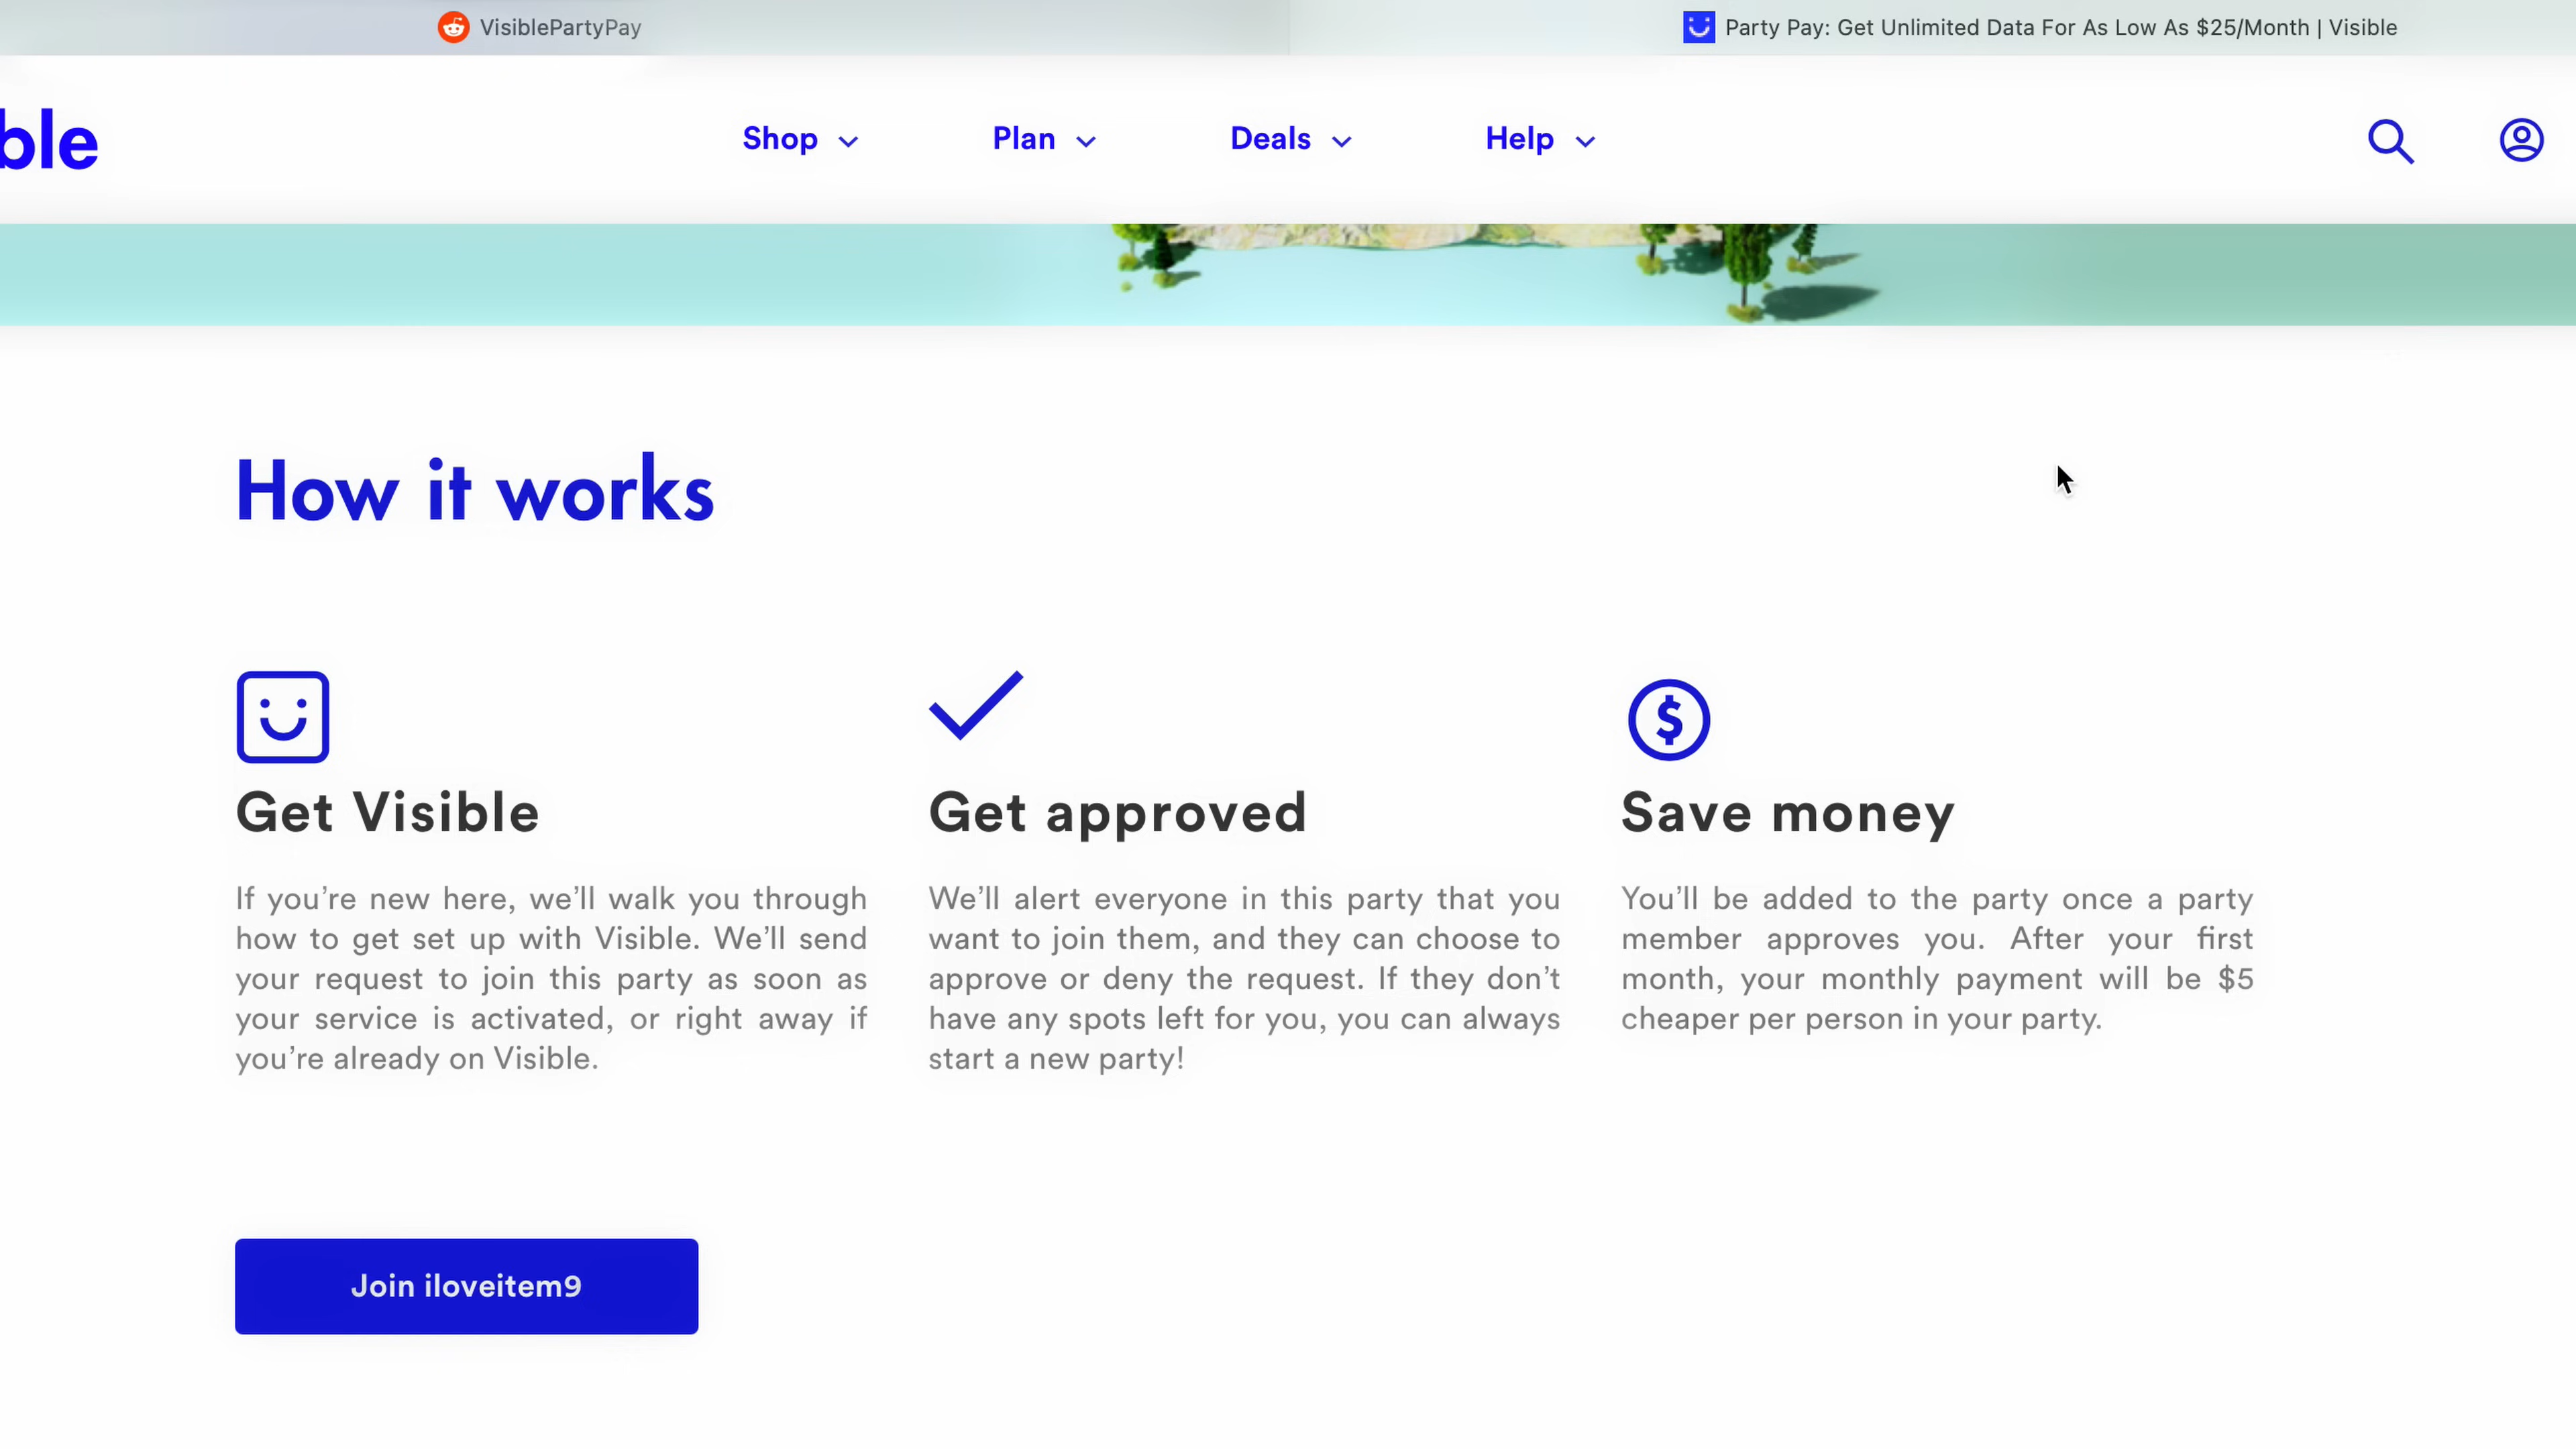 VisiblePartyPay
Party Pay: Get Unlimited Data For As Low As $25/Month | Visible
ble
Shop
Plan
Deals
Help
How it works
Get Visible
If you’re new here, we’ll walk you through
how to get set up with Visible. We’ll send
your request to join this party as soon as
your service is activated, or right away if
you’re already on Visible.
Get approved
We’ll alert everyone in this party that you
want to join them, and they can choose to
approve or deny the request. If they don’t
have any spots left for you, you can always
start a new party!
$
Save money
You’ll be added to the party once a party
member approves you. After your first
month, your monthly payment will be $5
cheaper per person in your party.
Join iloveitem9